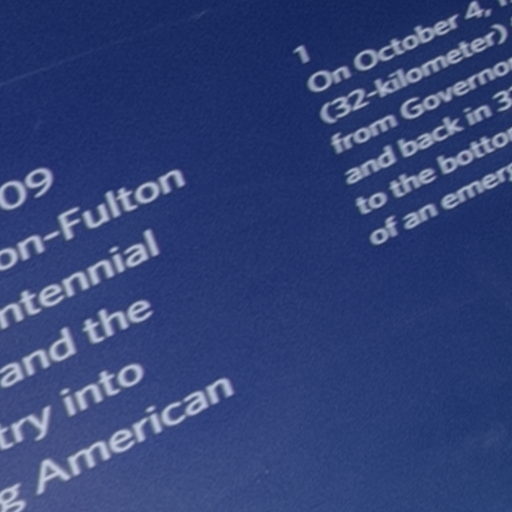 09
on-Fulton
ntennial
and the
try into
g American
1
On October 4,
(32-kilometer)
from Governo
and back in 3
to the botto
of an emerg